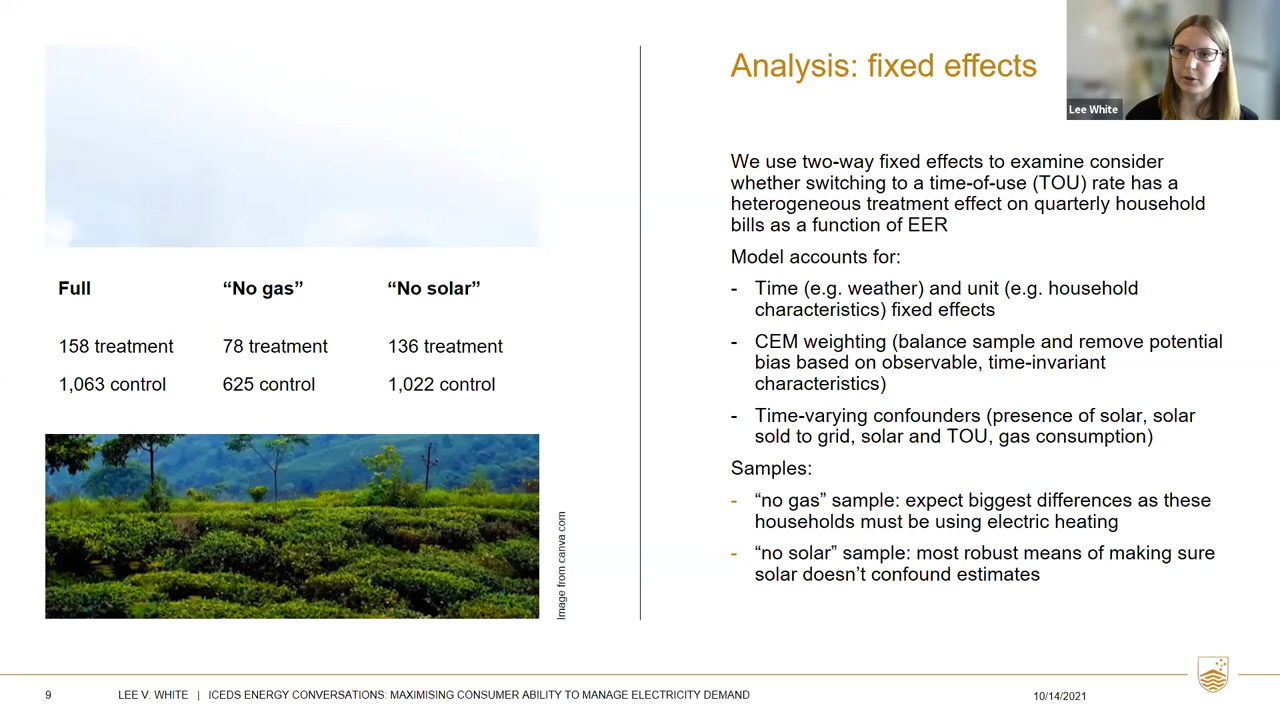 Analysis: fixed effects
Lee White
We use two-way fixed effects to examine consider
whether switching to a time-of-use (TOU) rate has a
heterogeneous treatment effect on quarterly household
bills as a function of EER
Model accounts for:
- Time (e.g. weather) and unit (e.g. household
characteristics) fixed effects
- CEM weighting (balance sample and remove potential
bias based on observable, time-invariant
characteristics)
- Time-varying confounders (presence of solar, solar
sold to grid, solar and TOU, gas consumption)
Samples:
- “no gas” sample: expect biggest differences as these
households must be using electric heating
- “no solar” sample: most robust means of making sure
solar doesn’t confound estimates
Full “No gas” “No solar”
158 treatment 78 treatment 136 treatment
1,063 control 625 control 1,022 control
Image from canva.com
9 LEE V. WHITE | ICEDS ENERGY CONVERSATIONS: MAXIMISING CONSUMER ABILITY TO MANAGE ELECTRICITY DEMAND 10/14/2021